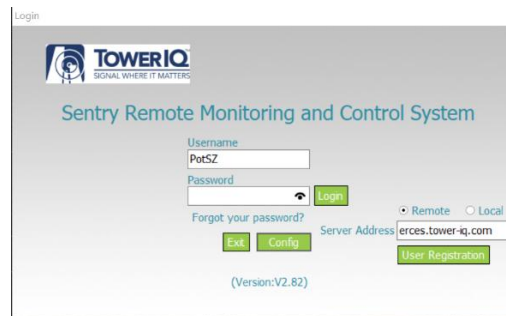 Login
TOWERIQ
SIGNAL WHERE IT MATTERS
Sentry Remote Monitoring and Control System
Username
PotSZ
Password
Login
Forgot your password?
Remote Local
Server Address erces.tower-iq.com
Exit Config
User Registration
(Version:V2.82)